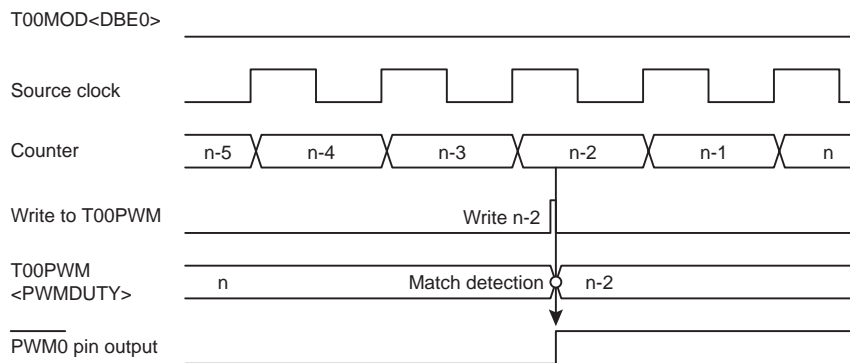 T00MOD<DBE0>
Source clock
Counter n-5 n-4 n-3 n-2 n-1 n
Write to T00PWM Write n-2
T00PWM
<PWMDUTY> n Match detection n-2
PWM0 pin output